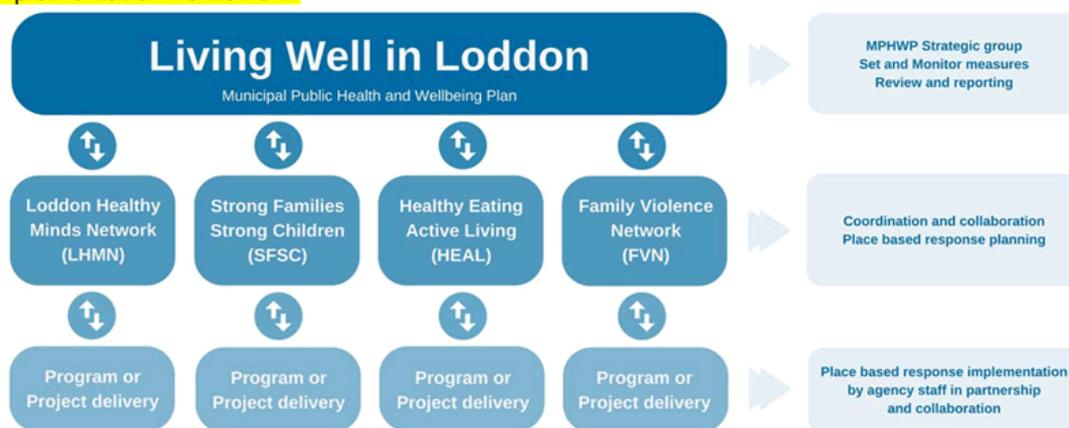 Living Well in Loddon
Municipal Public Health and Wellbeing Plan
MPHWP Strategic group
Set and Monitor measures
Review and reporting
Loddon Healthy
Minds Network
(LHMN)
Strong Families
Strong Children
(SFSC)
Healthy Eating
Active Living
(HEAL)
Family Violence
Network
(FVN)
Coordination and collaboration
Place based response planning
Program or
Project delivery
Program or
Project delivery
Program or
Project delivery
Program or
Project delivery
Place based response implementation
by agency staff in partnership
and collaboration